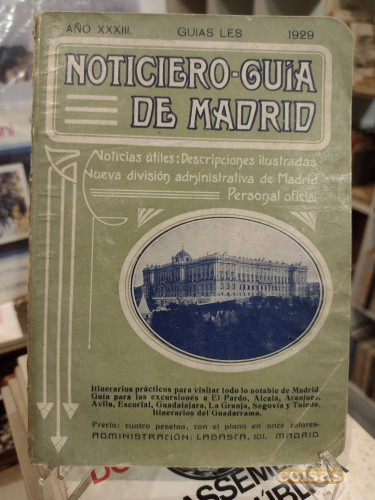 AÑO XXXIII. GUIAS LES 1929
NOTICIERO-GUÍA
DE MADRID
Noticias útiles: Descripciones ilustradas
Nueva división administrativa de Madrid
Personal oficial
Itinerarios prácticos para visitar todo lo notable de Madrid
Guía para las excursiones a El Pardo, Alcalá, Aranjuez,
Avila, Escorial, Guadalajara, La Granja, Segovia y Toledo,
Itinerarios del Guadarrama.
Precio: cuatro pesetas, con el plano en once colores.
ADMINISTRACIÓN: LAGASCA, 101. MADRID
ASSEMB
todocoisas